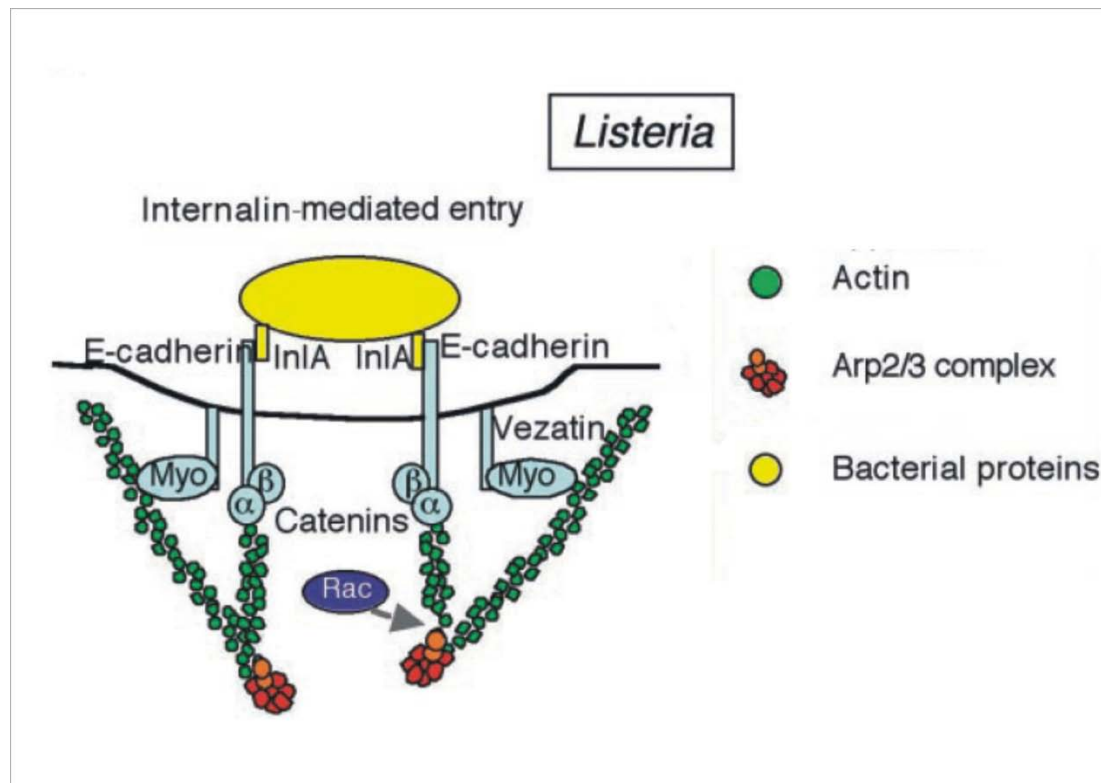 Listeria
Internalin-mediated entry
Actin
E-cadherin InlA InlA E-cadherin
Arp2/3 complex
Vezatin
Myo β β Myo
Bacterial proteins
α Catenins α
Rac